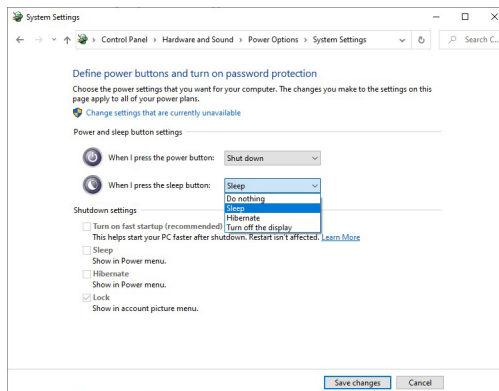 System Settings
Control Panel > Hardware and Sound > Power Options > System Settings
Search C...
Define power buttons and turn on password protection
Choose the power settings that you want for your computer. The changes you make to the settings on this
page apply to all of your power plans.
Change settings that are currently unavailable
Power and sleep button settings
When I press the power button: Shut down
When I press the sleep button: Sleep
Do nothing
Sleep
Hibernate
Turn off the display
Shutdown settings
Turn on fast startup (recommended)
This helps start your PC faster after shutdown. Restart isn't affected. Learn More
Sleep
Show in Power menu.
Hibernate
Show in Power menu.
Lock
Show in account picture menu.
Save changes Cancel